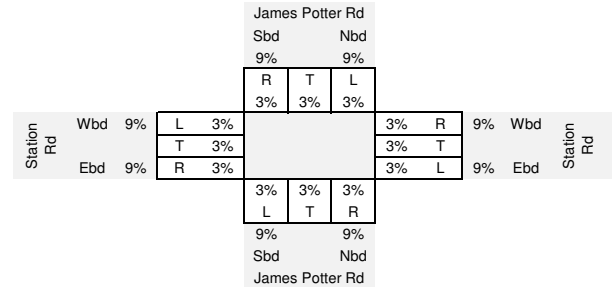 James Potter Rd
Sbd Nbd
9% 9%
R T L
3% 3% 3%
Station Rd
Wbd 9% L 3%
T 3%
Ebd 9% R 3%
3% R 9% Wbd
3% T
3% L 9% Ebd
Station Rd
3% 3% 3%
L T R
9% 9%
Sbd Nbd
James Potter Rd